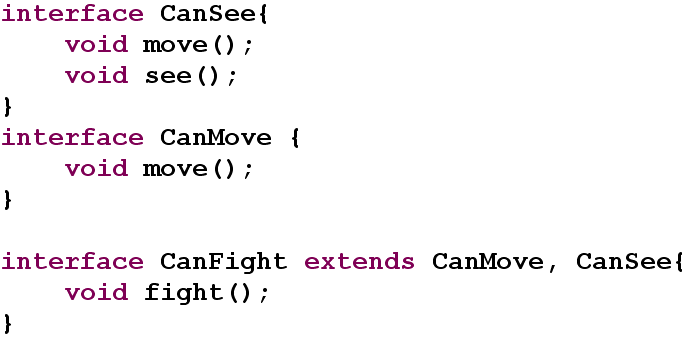 interface CanSee{
    void move();
    void see();
}
interface CanMove {
    void move();
}

interface CanFight extends CanMove, CanSee{
    void fight();
}